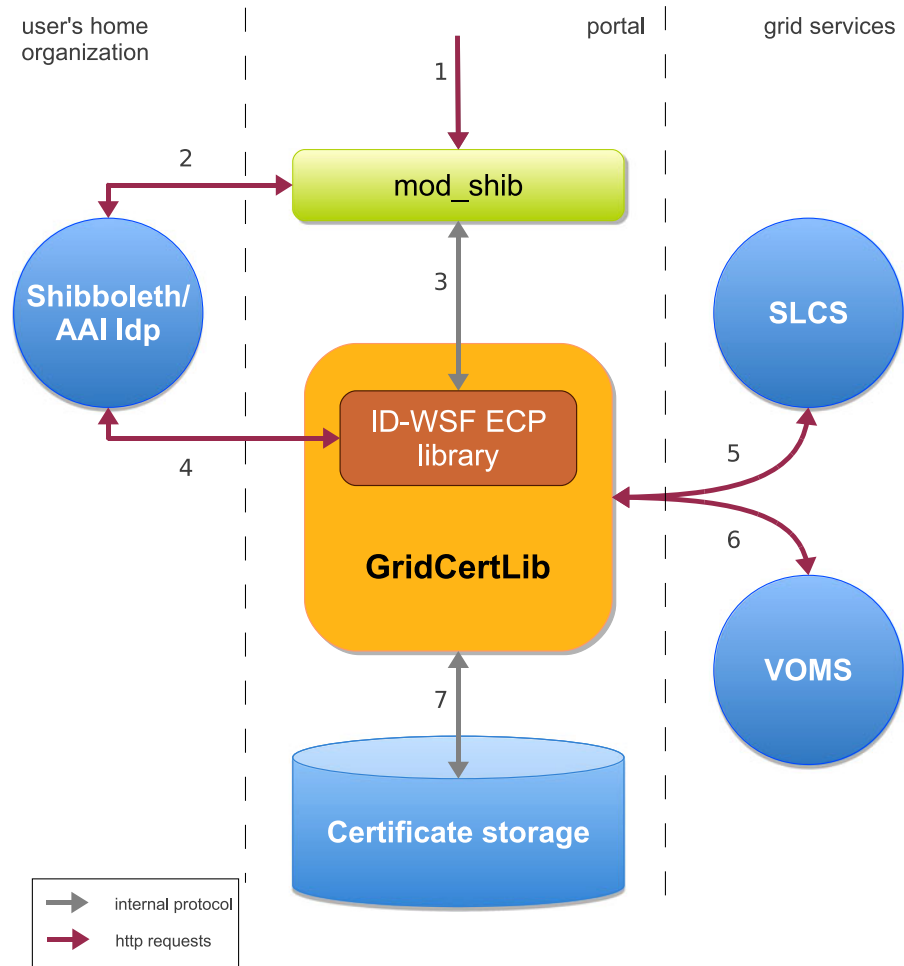 user's home
organization
portal
grid services
1
2
mod_shib
3
Shibboleth/
AAI Idp
SLCS
ID-WSF ECP
library
4
5
6
GridCertLib
VOMS
7
Certificate storage
internal protocol
http requests